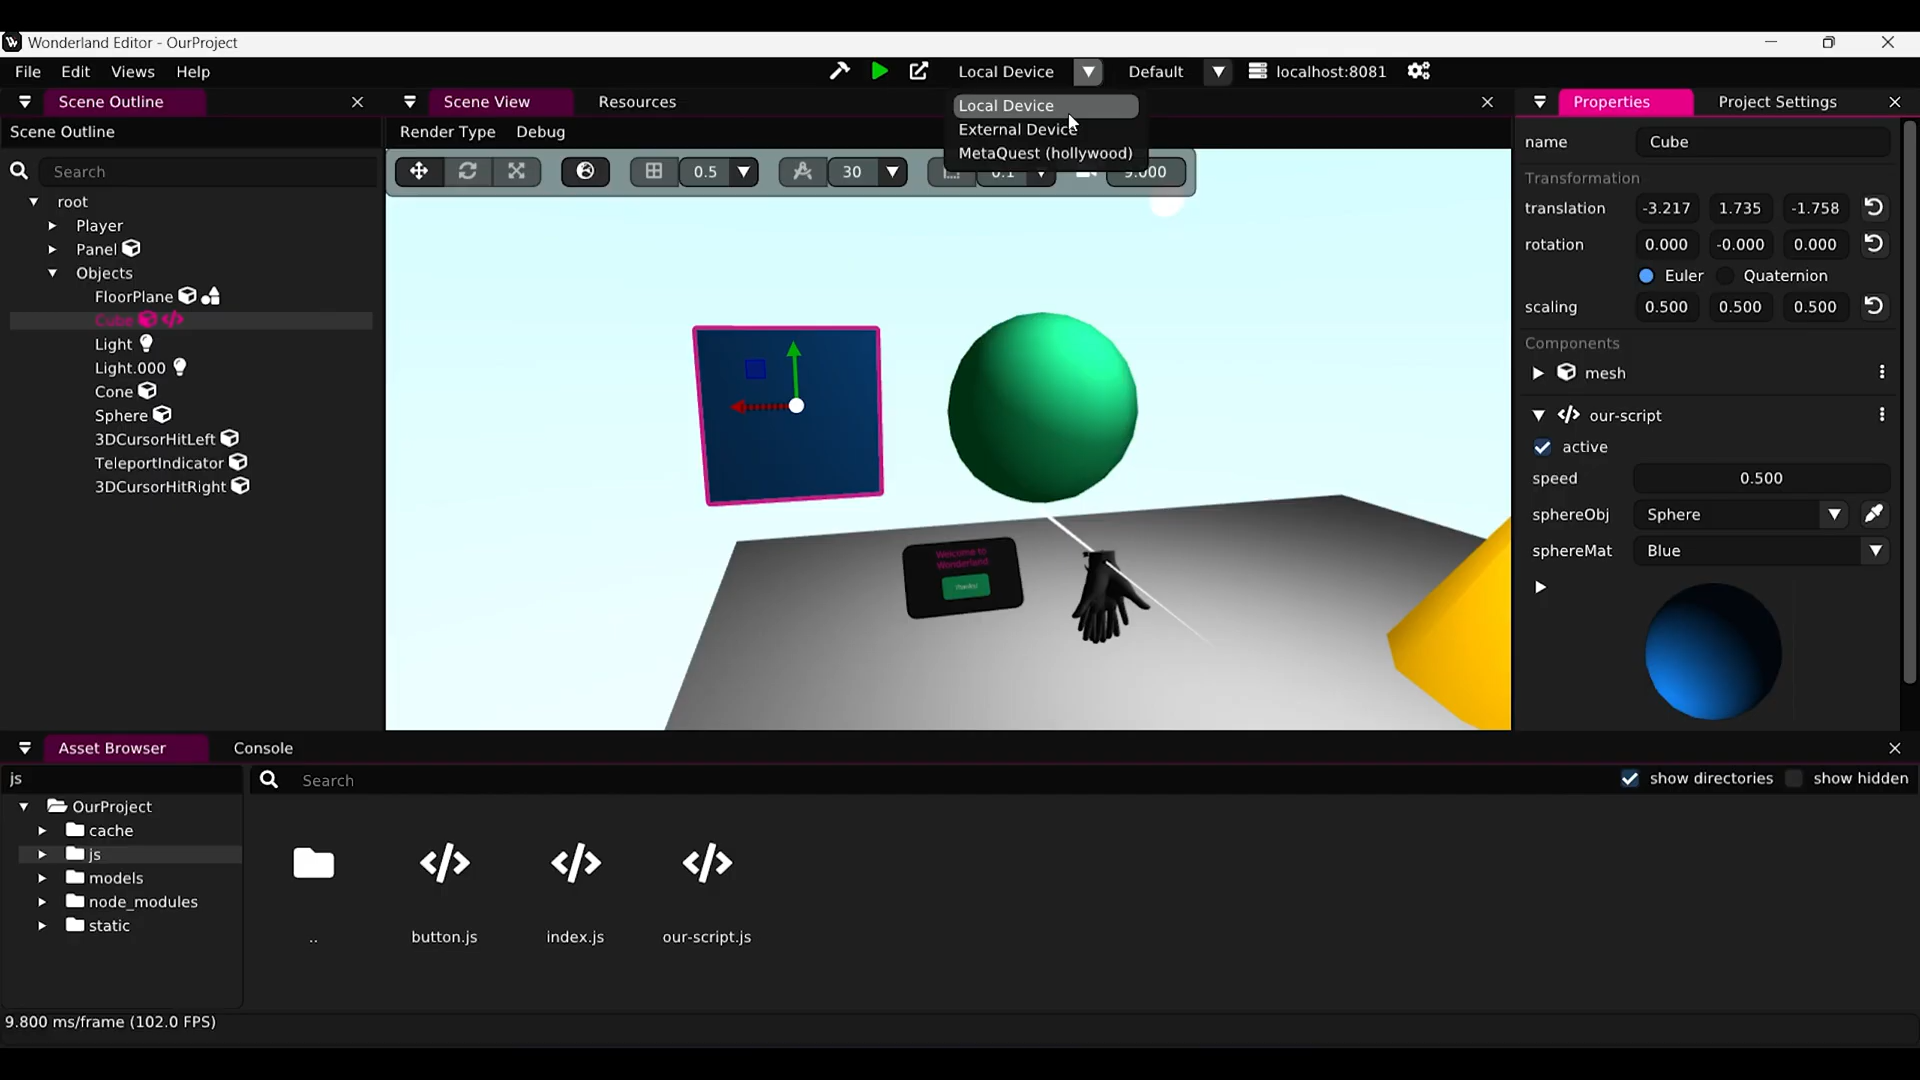 Wonderland Editor - OurProject
File Edit Views Help
Local Device Default localhost:8081
Scene Outline
Scene View Resources
Properties Project Settings
Local Device
External Device
MetaQuest (hollywood)
Scene Outline
Render Type Debug
Search
0.5 30 0.1 9.000
root
Player
Panel
Objects
FloorPlane
Cube
Light
Light.000
Cone
Sphere
3DCursorHitLeft
TeleportIndicator
3DCursorHitRight
Welcome to
Wonderland
name Cube
Transformation
translation -3.217 1.735 -1.758
rotation 0.000 -0.000 0.000
Euler Quaternion
scaling 0.500 0.500 0.500
Components
mesh
our-script
active
speed 0.500
sphereObj Sphere
sphereMat Blue
Asset Browser Console
js
Search
show directories show hidden
OurProject
cache
js
models
node_modules
static
..
button.js
index.js
our-script.js
9.800 ms/frame (102.0 FPS)